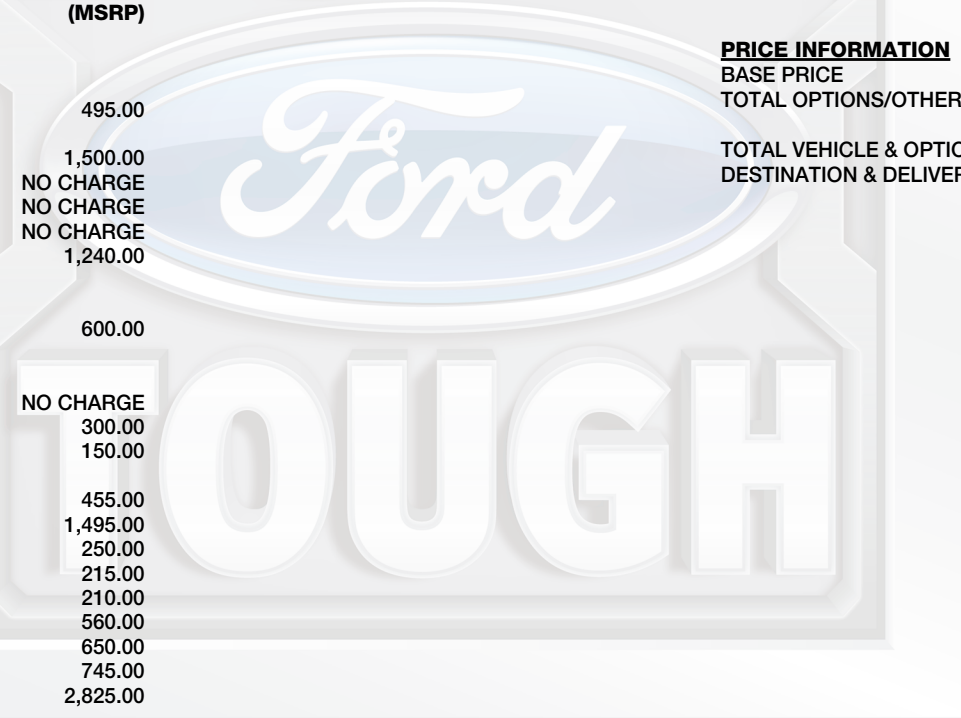 (MSRP)
495.00
1,500.00
NO CHARGE
NO CHARGE
NO CHARGE
1,240.00
600.00
NO CHARGE
300.00
150.00
455.00
1,495.00
250.00
215.00
210.00
560.00
650.00
745.00
2,825.00
PRICE INFORMATION
BASE PRICE
TOTAL OPTIONS/OTHER
TOTAL VEHICLE & OPTIO
DESTINATION & DELIVER
Ford
TOUGH